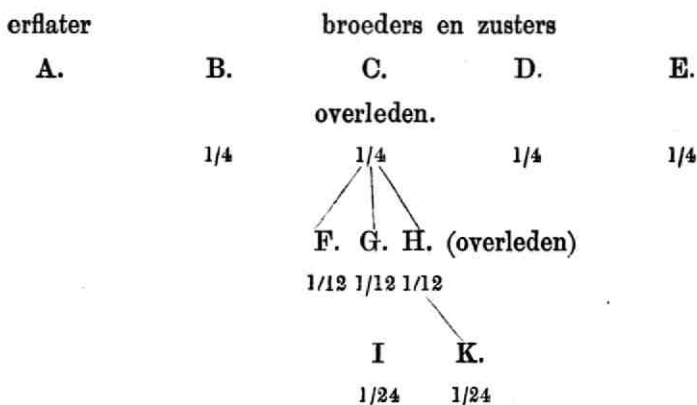 erflater broeders en zusters
A. B. C. D. E.
overleden.
1/4 1/4 1/4 1/4
F. G. H. (overleden)
1/12 1/12 1/12
I K.
1/24 1/24